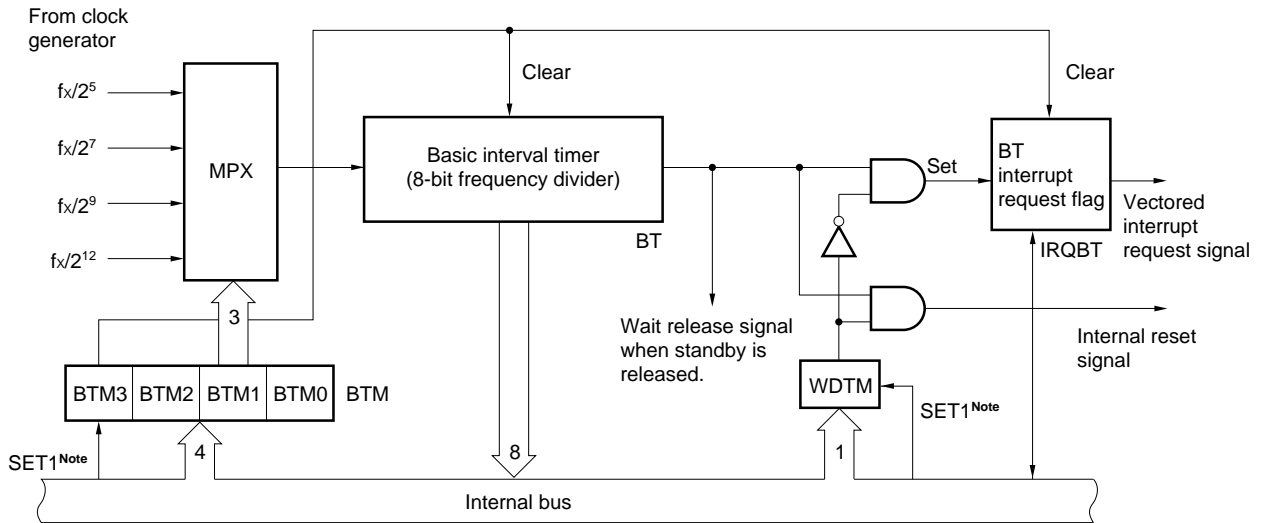 From clock
generator
Clear
Clear
fx/2⁵
fx/2⁷
fx/2⁹
fx/2¹²
MPX
Basic interval timer
(8-bit frequency divider)
BT
Set
BT
interrupt
request flag
IRQBT
Vectored
interrupt
request signal
3
Wait release signal
when standby is
released.
Internal reset
signal
BTM3 BTM2 BTM1 BTM0 BTM
WDTM
SET1Note
SET1Note
4
8
1
Internal bus